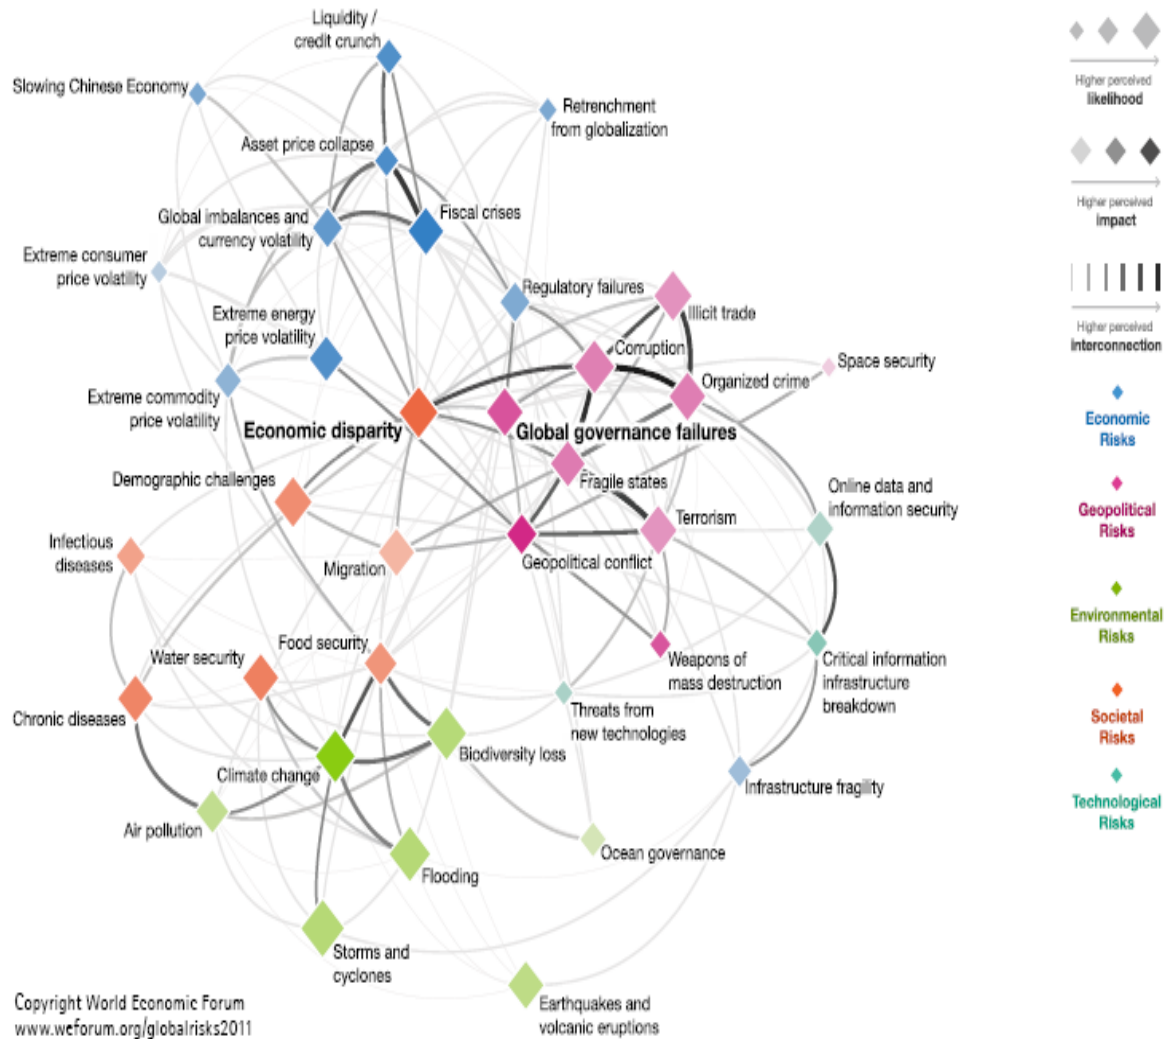 Liquidity /
credit crunch
Slowing Chinese Economy
Retrenchment
from globalization
Asset price collapse
Global imbalances and
currency volatility
Fiscal crises
Extreme consumer
price volatility
Regulatory failures
Illicit trade
Extreme energy
price volatility
Corruption
Space security
Organized crime
Extreme commodity
price volatility
Economic disparity
Global governance failures
Demographic challenges
Fragile states
Online data and
information security
Terrorism
Infectious
diseases
Migration
Geopolitical conflict
Food security
Water security
Weapons of
mass destruction
Critical information
infrastructure
breakdown
Chronic diseases
Threats from
new technologies
Biodiversity loss
Climate change
Infrastructure fragility
Air pollution
Ocean governance
Flooding
Storms and
cyclones
Earthquakes and
volcanic eruptions
Copyright World Economic Forum
www.weforum.org/globalrisks2011
Higher perceived
likelihood
Higher perceived
impact
Higher perceived
interconnection
Economic
Risks
Geopolitical
Risks
Environmental
Risks
Societal
Risks
Technological
Risks